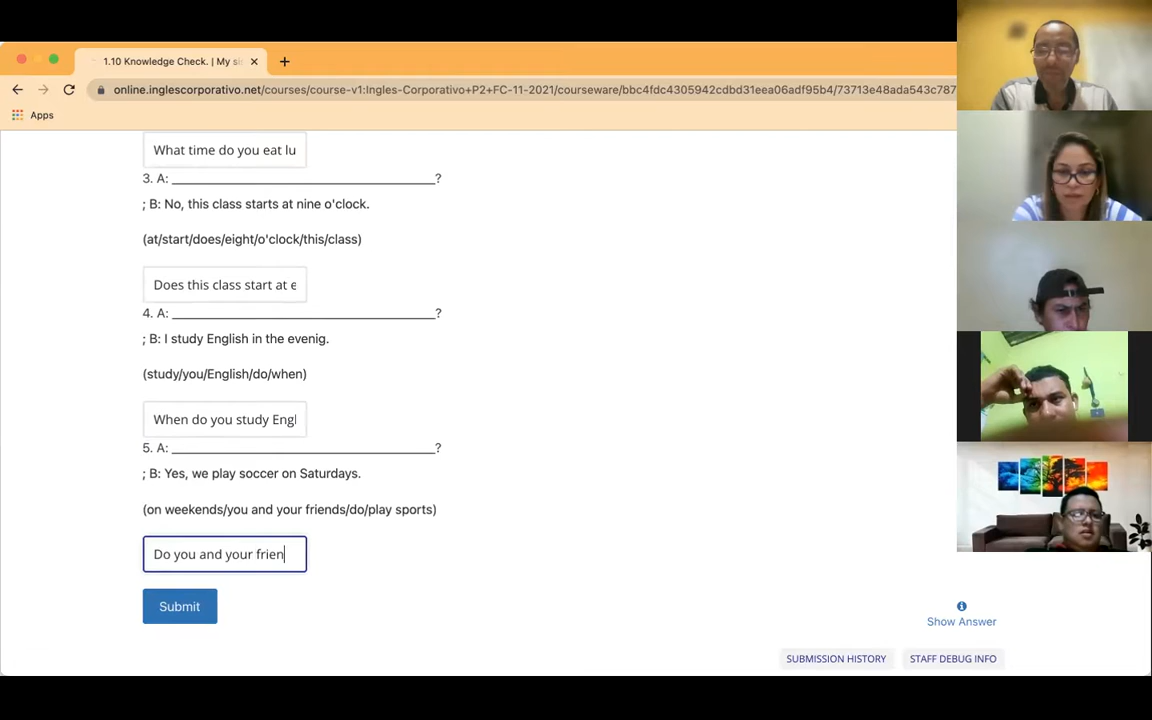 1.10 Knowledge Check. | My si
online.inglescorporativo.net/courses/course-v1:Ingles-Corporativo+P2+FC-11-2021/courseware/bbc4fdc4305942cdbd31eea06adf95b4/73713e48ada543c787
Apps
What time do you eat lu
3. A: ________________________________?
; B: No, this class starts at nine o'clock.
(at/start/does/eight/o'clock/this/class)
Does this class start at e
4. A: ________________________________?
; B: I study English in the evenig.
(study/you/English/do/when)
When do you study Engl
5. A: ________________________________?
; B: Yes, we play soccer on Saturdays.
(on weekends/you and your friends/do/play sports)
Do you and your frien
Submit
Show Answer
SUBMISSION HISTORY
STAFF DEBUG INFO